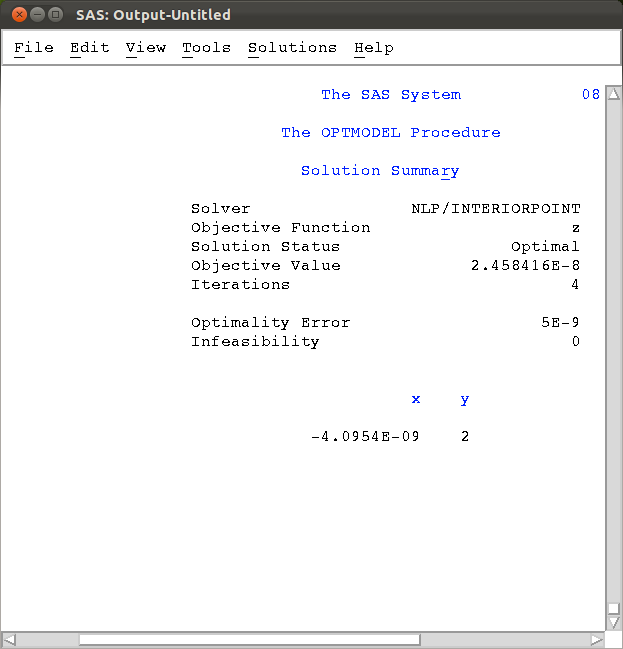 SAS: Output-Untitled
File Edit View Tools Solutions Help
The SAS System 08
The OPTMODEL Procedure
Solution Summary
Solver NLP/INTERIORPOINT
Objective Function z
Solution Status Optimal
Objective Value 2.458416E-8
Iterations 4
Optimality Error 5E-9
Infeasibility 0
x y
-4.0954E-09 2